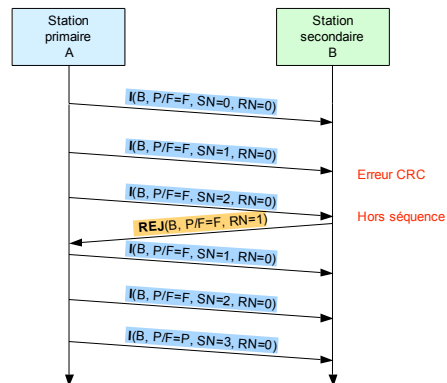 Station
primaire
A
Station
secondaire
B
I(B, P/F=F, SN=0, RN=0)
I(B, P/F=F, SN=1, RN=0)
Erreur CRC
I(B, P/F=F, SN=2, RN=0)
Hors séquence
REJ(B, P/F=F, RN=1)
I(B, P/F=F, SN=1, RN=0)
I(B, P/F=F, SN=2, RN=0)
I(B, P/F=P, SN=3, RN=0)